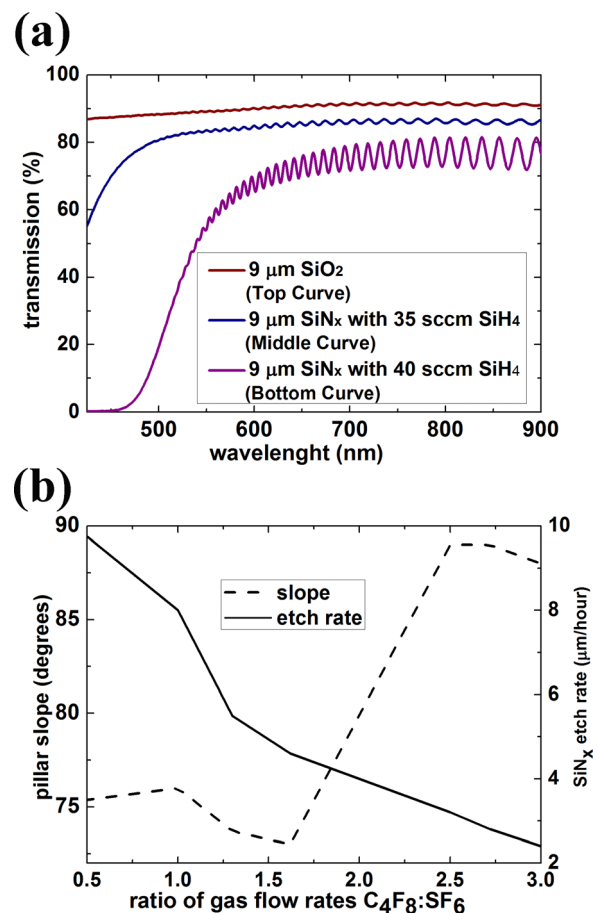 (a)
100
80
60
40
20
0
transmission (%)
9 μm SiO2
(Top Curve)
9 μm SiNx with 35 sccm SiH4
(Middle Curve)
9 μm SiNx with 40 sccm SiH4
(Bottom Curve)
500 600 700 800 900
wavelenght (nm)
(b)
90
85
80
75
pillar slope (degrees)
slope
etch rate
10
8
6
4
2
SiNx etch rate (μm/hour)
0.5 1.0 1.5 2.0 2.5 3.0
ratio of gas flow rates C4F8:SF6